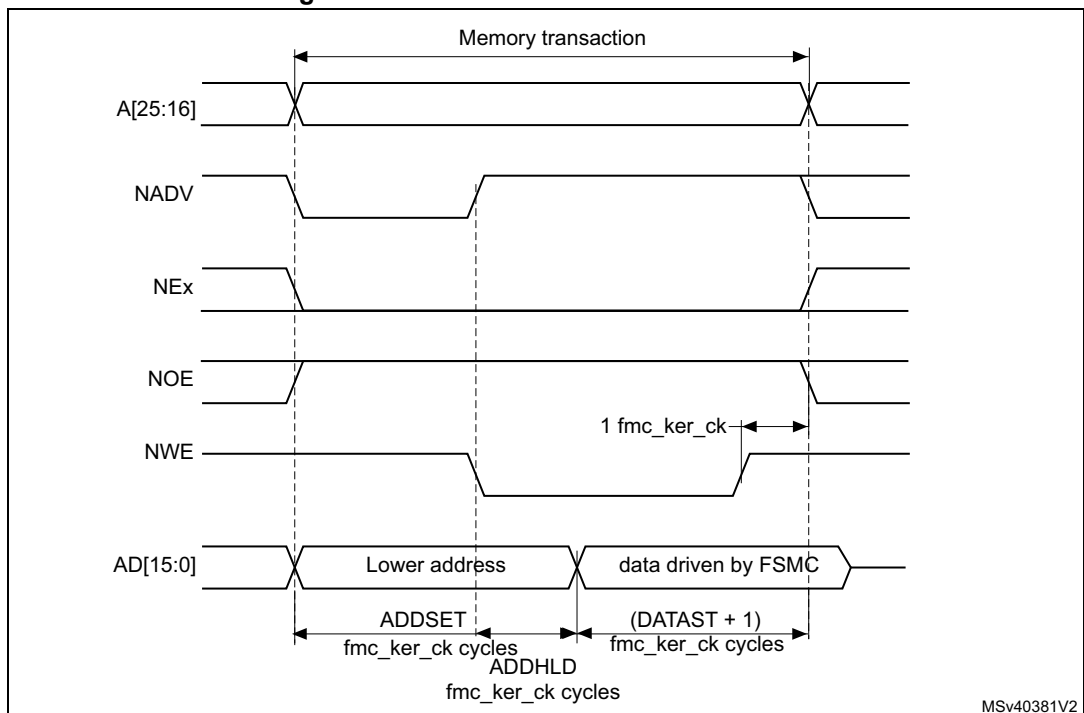 Memory transaction
A[25:16]
NADV
NEx
NOE
1 fmc_ker_ck
NWE
AD[15:0]
Lower address
data driven by FSMC
ADDSET
(DATAST + 1)
fmc_ker_ck cycles
fmc_ker_ck cycles
ADDHLD
fmc_ker_ck cycles
MSv40381V2